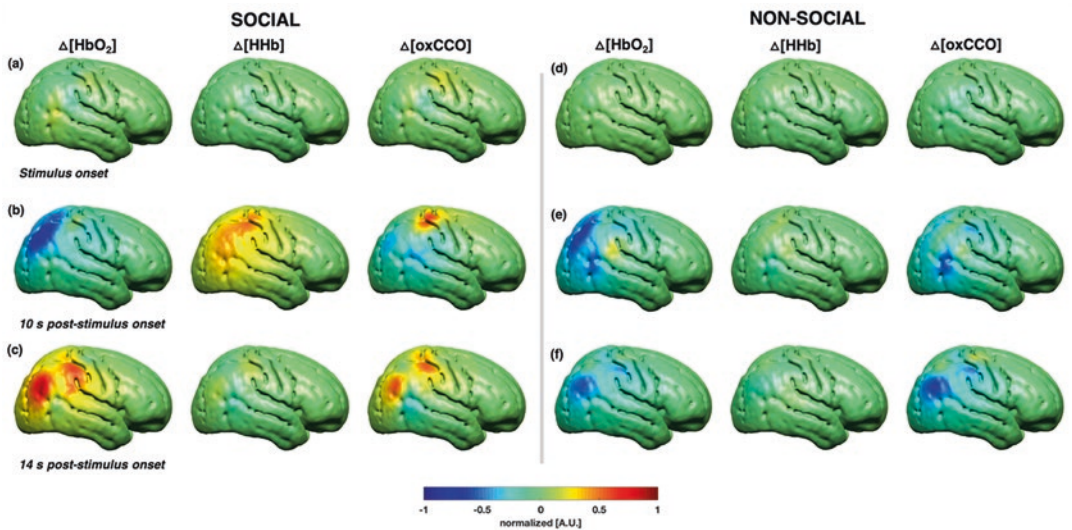 SOCIAL
NON-SOCIAL
△[HbO₂] △[HHb] △[oxCCO] △[HbO₂] △[HHb] △[oxCCO]
(a) (d)
Stimulus onset
(b) (e)
10 s post-stimulus onset
(c) (f)
14 s post-stimulus onset
-1 -0.5 0 0.5 1
normalized [A.U.]